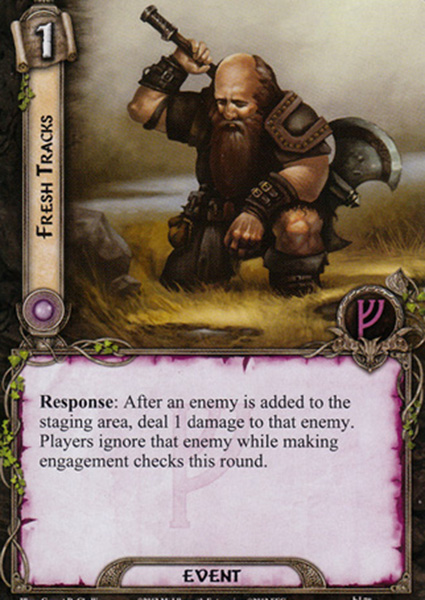 1
FRESH TRACKS
Response: After an enemy is added to the
staging area, deal 1 damage to that enemy.
Players ignore that enemy while making
engagement checks this round.
EVENT